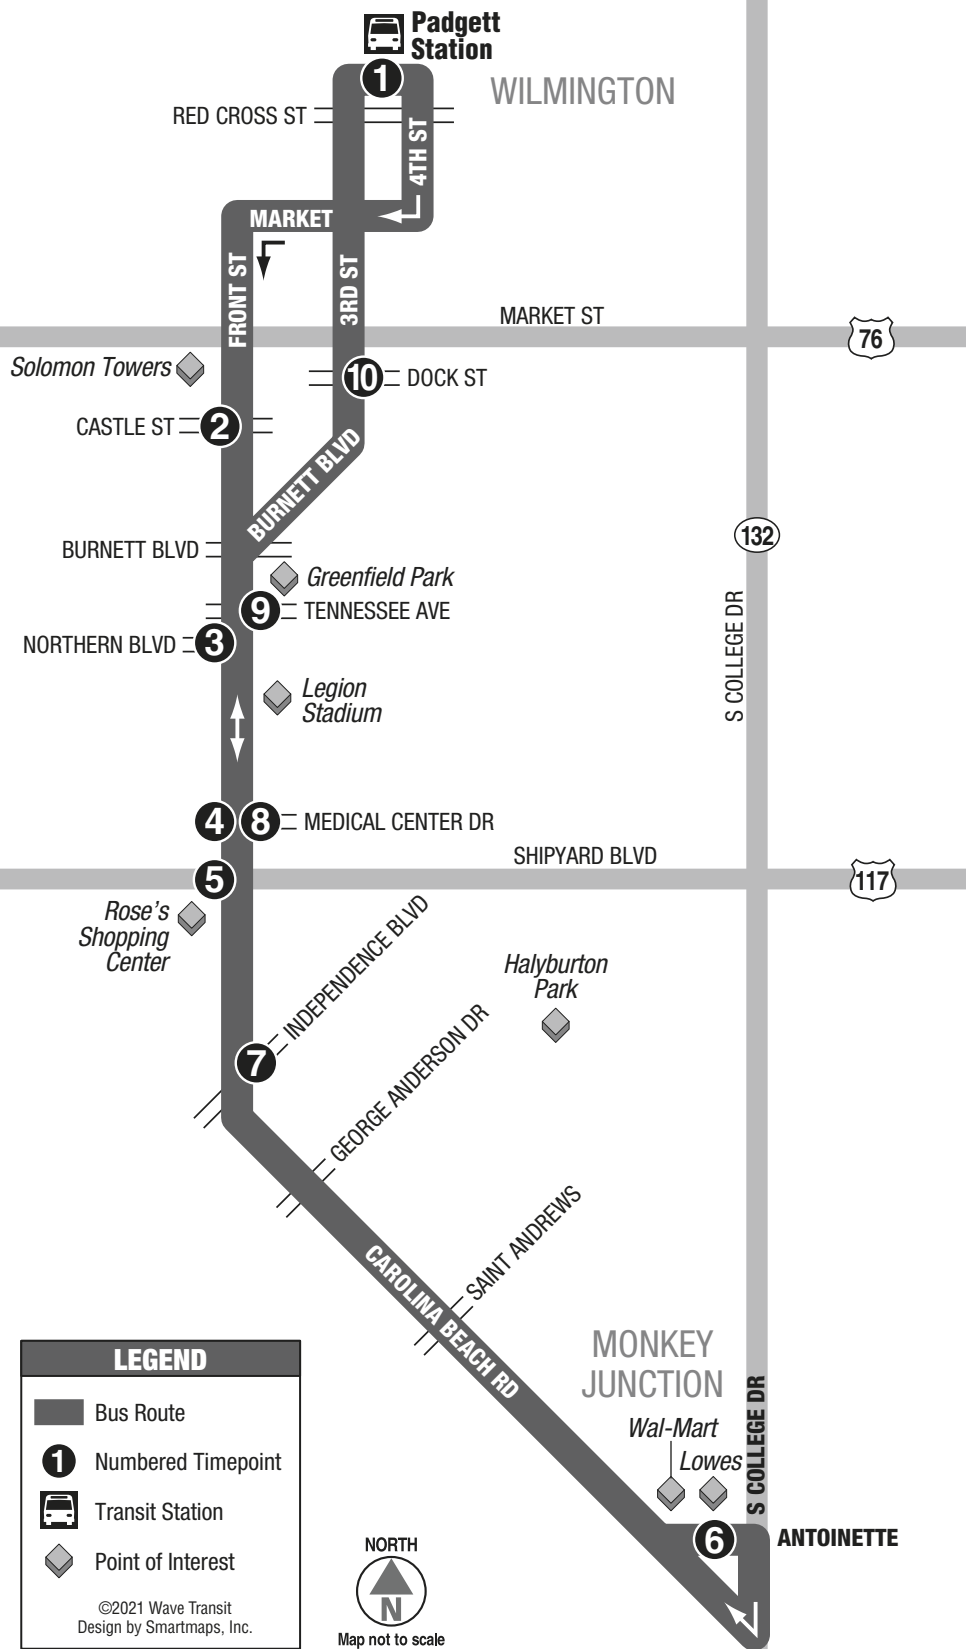 Padgett
Station
1
WILMINGTON
RED CROSS ST
4TH ST
MARKET
FRONT ST
3RD ST
MARKET ST
76
Solomon Towers
10
DOCK ST
CASTLE ST
2
BURNETT BLVD
132
BURNETT BLVD
Greenfield Park
9
TENNESSEE AVE
S COLLEGE DR
NORTHERN BLVD
3
Legion
Stadium
4
8
MEDICAL CENTER DR
SHIPYARD BLVD
5
117
Rose's
Shopping
Center
INDEPENDENCE BLVD
Halyburton
Park
7
GEORGE ANDERSON DR
SAINT ANDREWS
CAROLINA BEACH RD
MONKEY
JUNCTION
S COLLEGE DR
Wal-Mart
Lowes
6
ANTOINETTE
LEGEND
Bus Route
1
Numbered Timepoint
Transit Station
Point of Interest
©2021 Wave Transit
Design by Smartmaps, Inc.
NORTH
N
Map not to scale